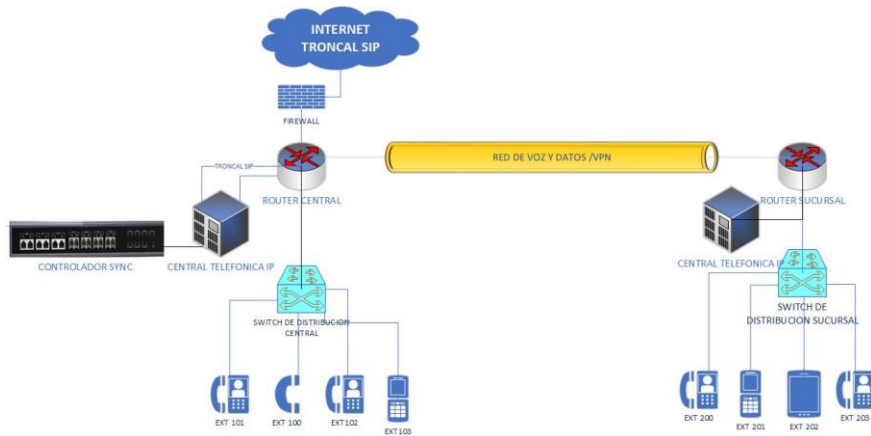 INTERNET
TRONCAL SIP
FIREWALL
TRONCAL SIP
RED DE VOZ Y DATOS /VPN
ROUTER CENTRAL
ROUTER SUCURSAL
CONTROLADOR SYNC
CENTRAL TELEFONICA IP
CENTRAL TELEFONICA IP
SWITCH DE DISTRIBUCION
CENTRAL
SWITCH DE
DISTRIBUCION SUCURSAL
EXT 101
EXT 100
EXT102
EXT103
EXT 200
EXT 201
EXT 202
EXT 203